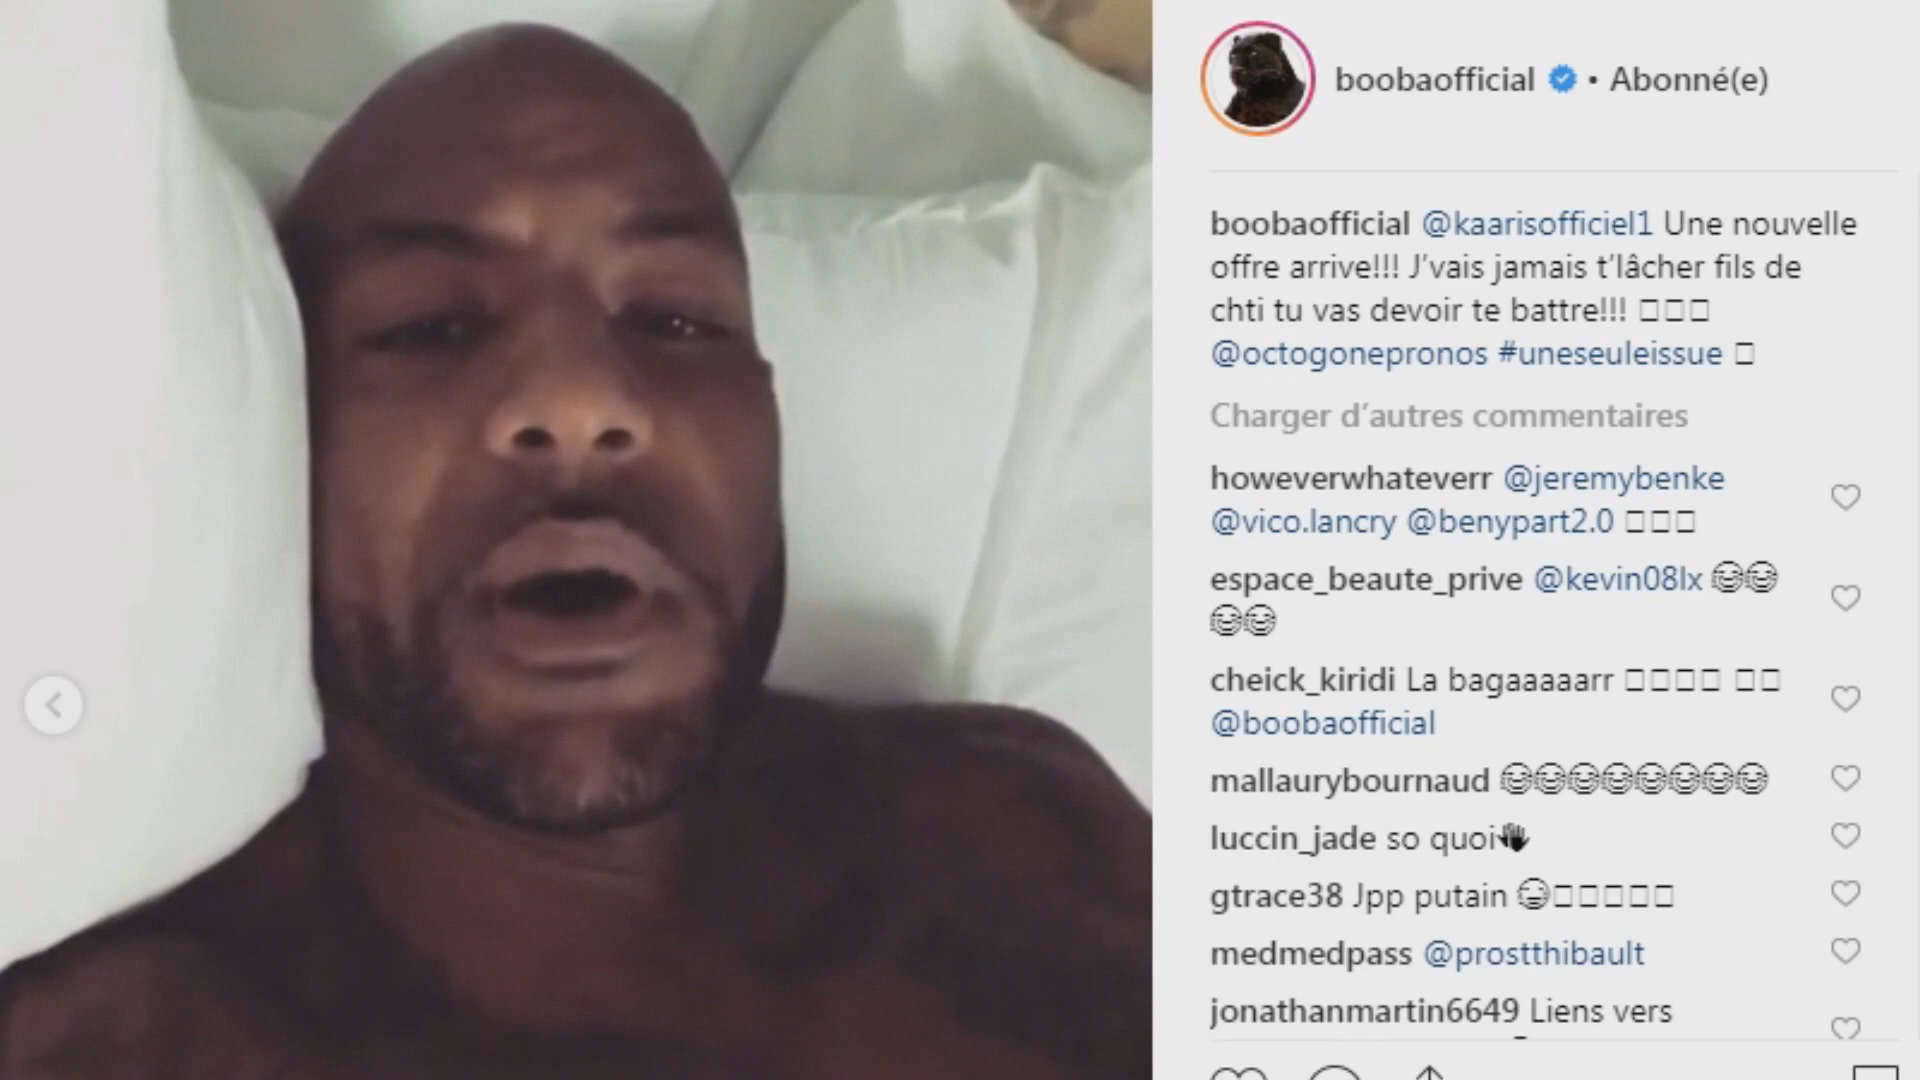 boobaofficial • Abonné(e)
boobaofficial @kaarisofficiel1 Une nouvelle
offre arrive!!! J'vais jamais t'lâcher fils de
chti tu vas devoir te battre!!!
@octogonepronos #uneseuleissue
Charger d'autres commentaires
howeverwhateverr @jeremybenke
@vico.lancry @benypart2.0
espace_beaute_prive @kevin08lx
cheick_kiridi La bagaaaaarr
@boobaofficial
mallaurybournaud
luccin_jade so quoi
gtrace38 Jpp putain
medmedpass @prostthibault
jonathanmartin6649 Liens vers